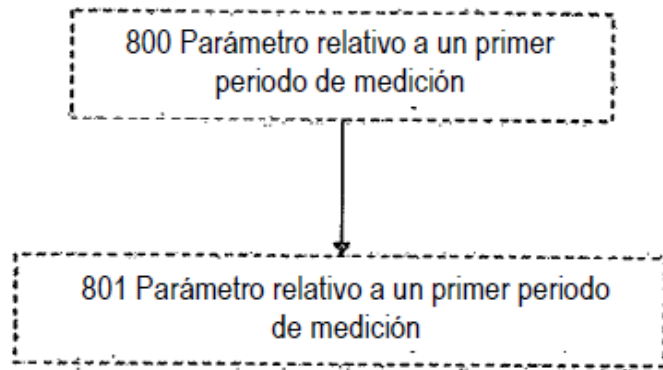 800 Parámetro relativo a un primer
periodo de medición
801 Parámetro relativo a un primer periodo
de medición